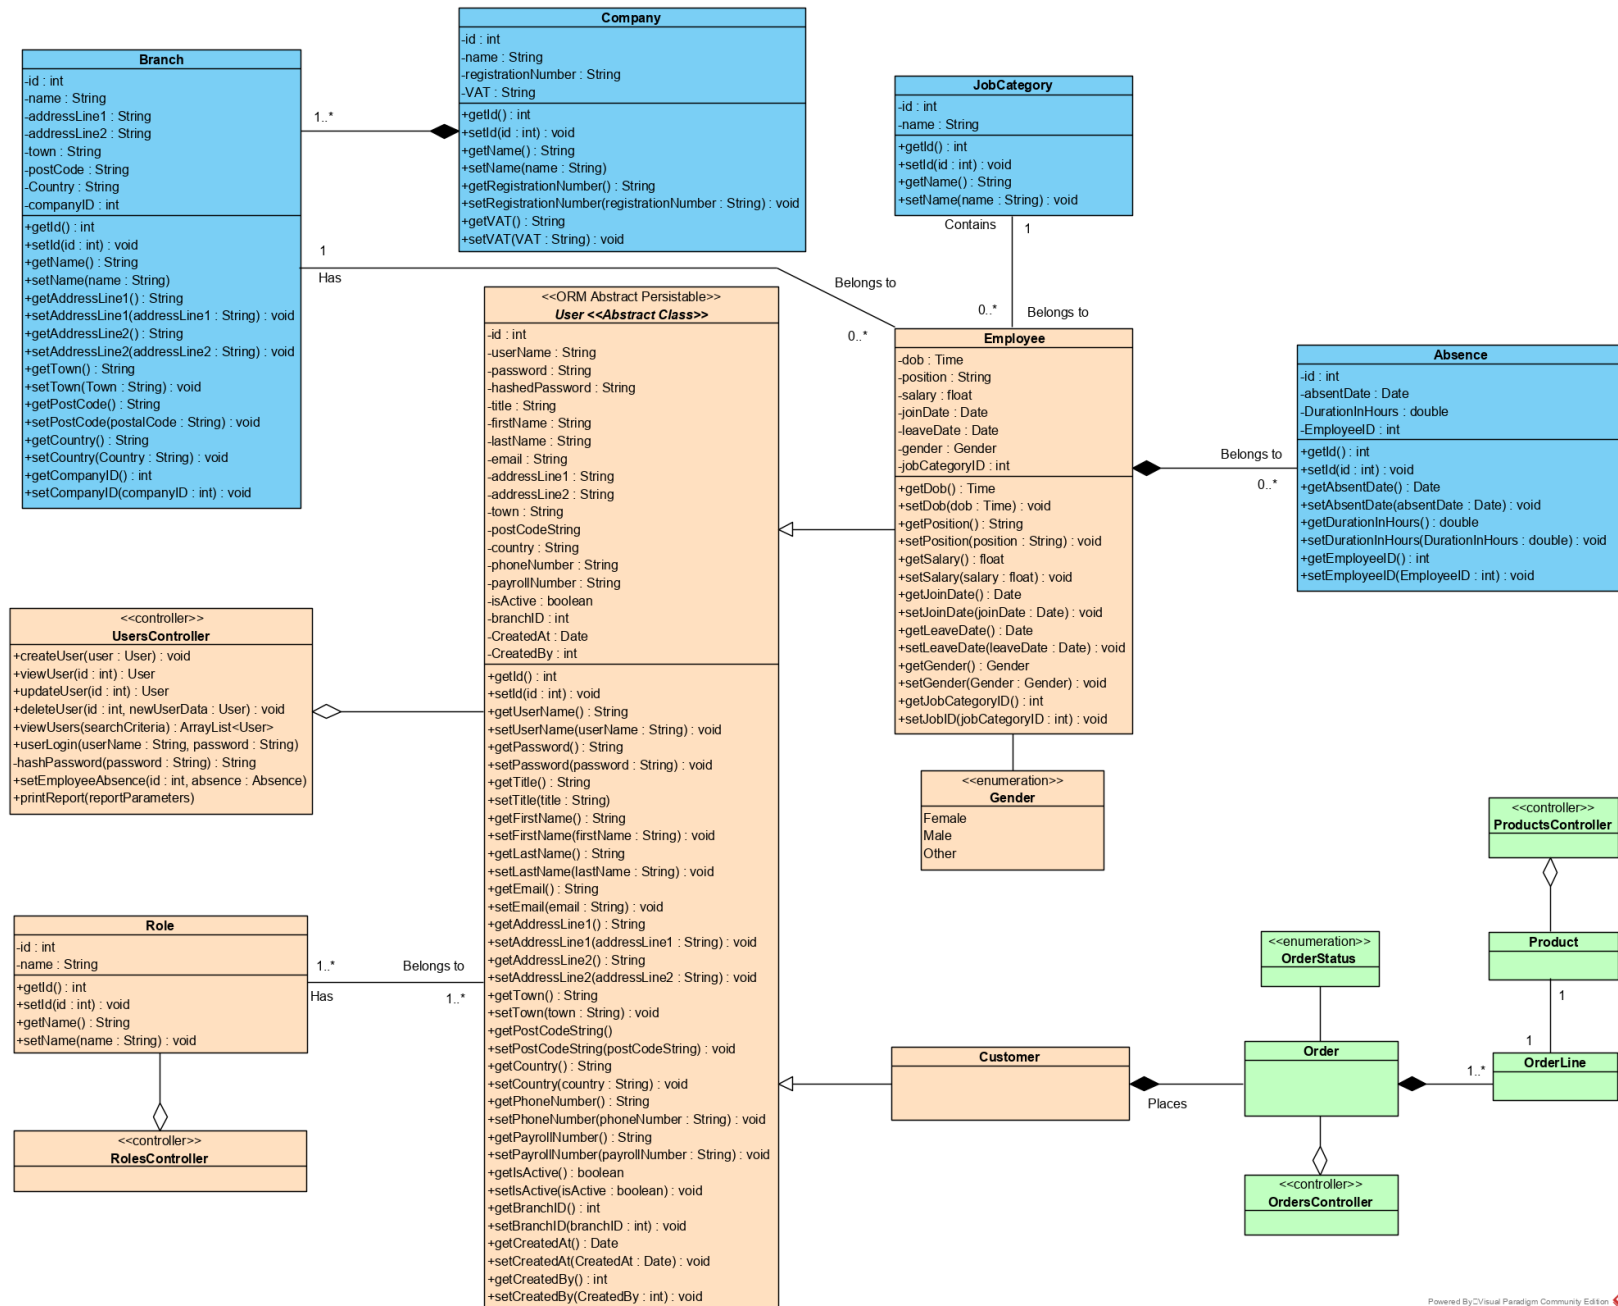 Company
-id : int
-name : String
-registrationNumber : String
-VAT : String
+getId() : int
+setId(id : int) : void
+getName() : String
+setName(name : String)
+getRegistrationNumber() : String
+setRegistrationNumber(registrationNumber : String) : void
+getVAT() : String
+setVAT(VAT : String) : void
Branch
-id : int
-name : String
-addressLine1 : String
-addressLine2 : String
-town : String
-postCode : String
-Country : String
-companyID : int
+getId() : int
+setId(id : int) : void
+getName() : String
+setName(name : String)
+getAddressLine1() : String
+setAddressLine1(addressLine1 : String) : void
+getAddressLine2() : String
+setAddressLine2(addressLine2 : String) : void
+getTown() : String
+setTown(Town : String) : void
+getPostCode() : String
+setPostCode(postalCode : String) : void
+getCountry() : String
+setCountry(Country : String) : void
+getCompanyID() : int
+setCompanyID(companyID : int) : void
1..*
1
Has
Belongs to
0..*
JobCategory
-id : int
-name : String
+getId() : int
+setId(id : int) : void
+getName() : String
+setName(name : String) : void
Contains
1
0..*
Belongs to
<<ORM Abstract Persistable>>
User <<Abstract Class>>
-id : int
-userName : String
-password : String
-hashedPassword : String
-title : String
-firstName : String
-lastName : String
-email : String
-addressLine1 : String
-addressLine2 : String
-town : String
-postCodeString
-country : String
-phoneNumber : String
-payrollNumber : String
-isActive : boolean
-branchID : int
-CreatedAt : Date
-CreatedBy : int
+getId() : int
+setId(id : int) : void
+getUserName() : String
+setUserName(userName : String) : void
+getPassword() : String
+setPassword(password : String) : void
+getTitle() : String
+setTitle(title : String)
+getFirstName() : String
+setFirstName(firstName : String) : void
+getLastName() : String
+setLastName(lastName : String) : void
+getEmail() : String
+setEmail(email : String) : void
+getAddressLine1() : String
+setAddressLine1(addressLine1 : String) : void
+getAddressLine2() : String
+setAddressLine2(addressLine2 : String) : void
+getTown() : String
+setTown(town : String) : void
+getPostCodeString()
+setPostCodeString(postCodeString) : void
+getCountry() : String
+setCountry(country : String) : void
+getPhoneNumber() : String
+setPhoneNumber(phoneNumber : String) : void
+getPayrollNumber() : String
+setPayrollNumber(payrollNumber : String) : void
+getIsActive() : boolean
+setIsActive(isActive : boolean) : void
+getBranchID() : int
+setBranchID(branchID : int) : void
+getCreatedAt() : Date
+setCreatedAt(CreatedAt : Date) : void
+getCreatedBy() : int
+setCreatedBy(CreatedBy : int) : void
Employee
-dob : Time
-position : String
-salary : float
-joinDate : Date
-leaveDate : Date
-gender : Gender
-jobCategoryID : int
+getDob() : Time
+setDob(dob : Time) : void
+getPosition() : String
+setPosition(position : String) : void
+getSalary() : float
+setSalary(salary : float) : void
+getJoinDate() : Date
+setJoinDate(joinDate : Date) : void
+getLeaveDate() : Date
+setLeaveDate(leaveDate : Date) : void
+getGender() : Gender
+setGender(Gender : Gender) : void
+getJobCategoryID() : int
+setJobID(jobCategoryID : int) : void
Belongs to
0..*
Absence
-id : int
-absentDate : Date
-DurationInHours : double
-EmployeeID : int
+getId() : int
+setId(id : int) : void
+getAbsentDate() : Date
+setAbsentDate(absentDate : Date) : void
+getDurationInHours() : double
+setDurationInHours(DurationInHours : double) : void
+getEmployeeID() : int
+setEmployeeID(EmployeeID : int) : void
<<controller>>
UsersController
+createUser(user : User) : void
+viewUser(id : int) : User
+updateUser(id : int) : User
+deleteUser(id : int, newUserData : User) : void
+viewUsers(searchCriteria) : ArrayList<User>
+userLogin(userName : String, password : String)
-hashPassword(password : String) : String
+setEmployeeAbsence(id : int, absence : Absence)
+printReport(reportParameters)
<<enumeration>>
Gender
Female
Male
Other
Role
-id : int
-name : String
+getId() : int
+setId(id : int) : void
+getName() : String
+setName(name : String) : void
1..*
Has
Belongs to
1..*
<<controller>>
RolesController
<<controller>>
ProductsController
Product
1
1
OrderLine
<<enumeration>>
OrderStatus
Customer
Places
Order
1..*
<<controller>>
OrdersController
Powered By Visual Paradigm Community Edition